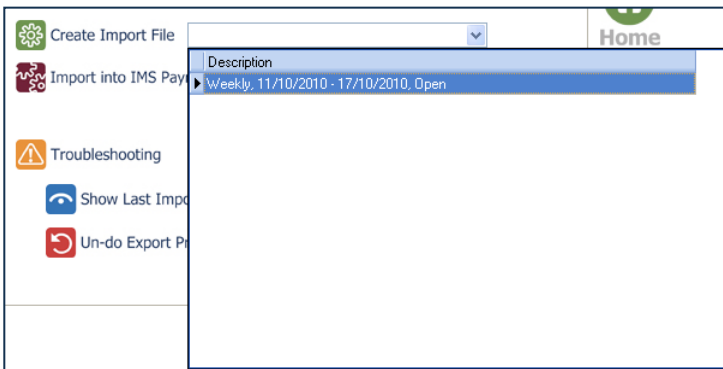 Create Import File
Home
Description
Import into IMS Pay
Weekly, 11/10/2010 - 17/10/2010, Open
Troubleshooting
Show Last Impo
Un-do Export Pr